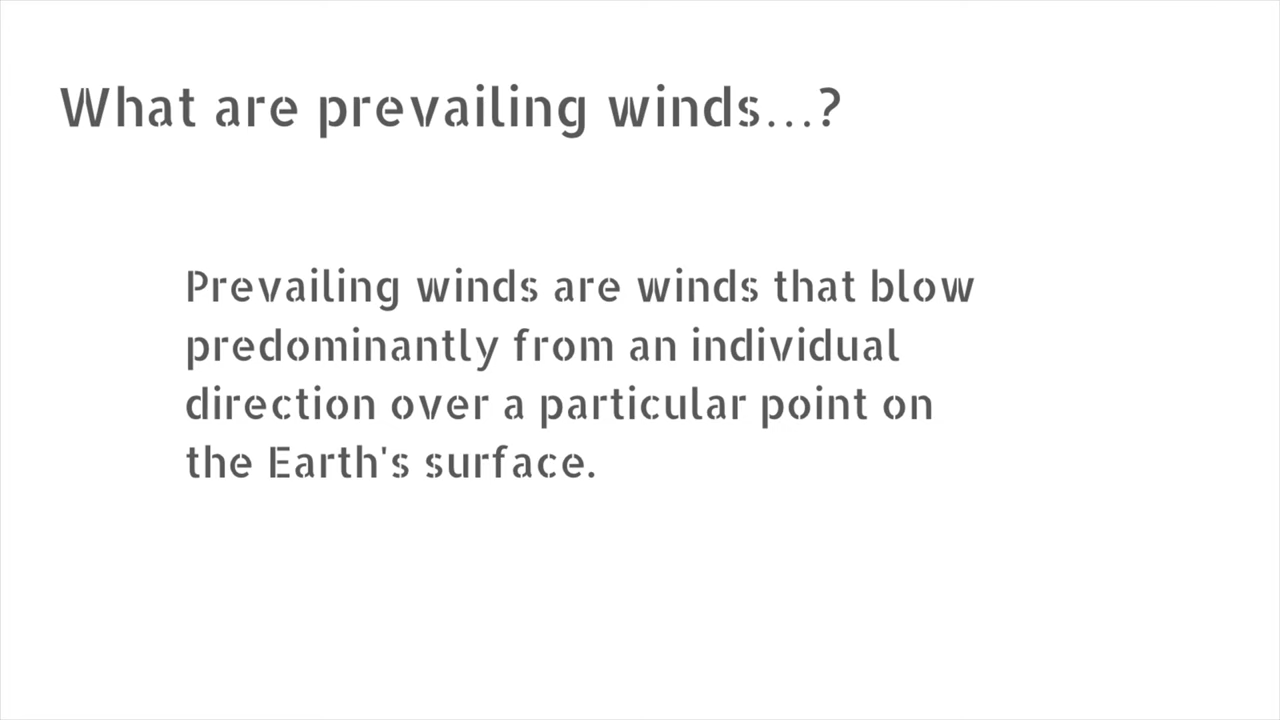 What are prevailing winds...?
Prevailing winds are winds that blow
predominantly from an individual
direction over a particular point on
the Earth's surface.